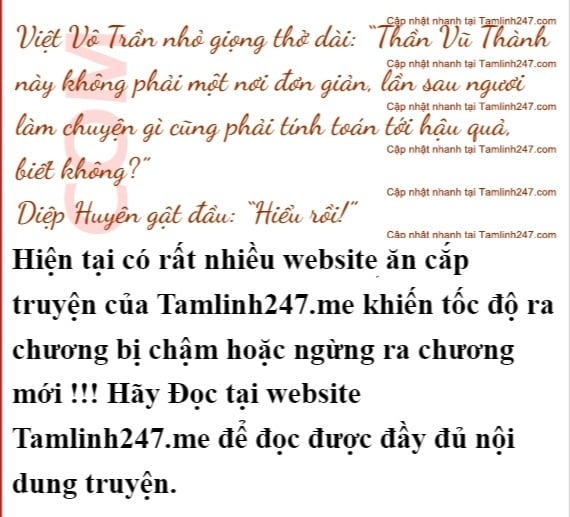 Cập nhật nhanh tại Tamlinh247.com
Việt Vô Trần nhỏ giọng thở dài: “Thần Vũ Thành
Cập nhật nhanh tại Tamlinh247.com
này không phải một nơi đơn giản, lần sau ngươi
Cập nhật nhanh tại Tamlinh247.com
làm chuyện gì cũng phải tính toán tới hậu quả,
Cập nhật nhanh tại Tamlinh247.com
biết không?”
Cập nhật nhanh tại Tamlinh247.com
Diệp Huyên gật đầu: “Hiểu rồi!”
Cập nhật nhanh tại Tamlinh247.com
COM
Hiện tại có rất nhiều website ăn cắp
truyện của Tamlinh247.me khiến tốc độ ra
chương bị chậm hoặc ngừng ra chương
mới !!! Hãy Đọc tại website
Tamlinh247.me để đọc được đầy đủ nội
dung truyện.